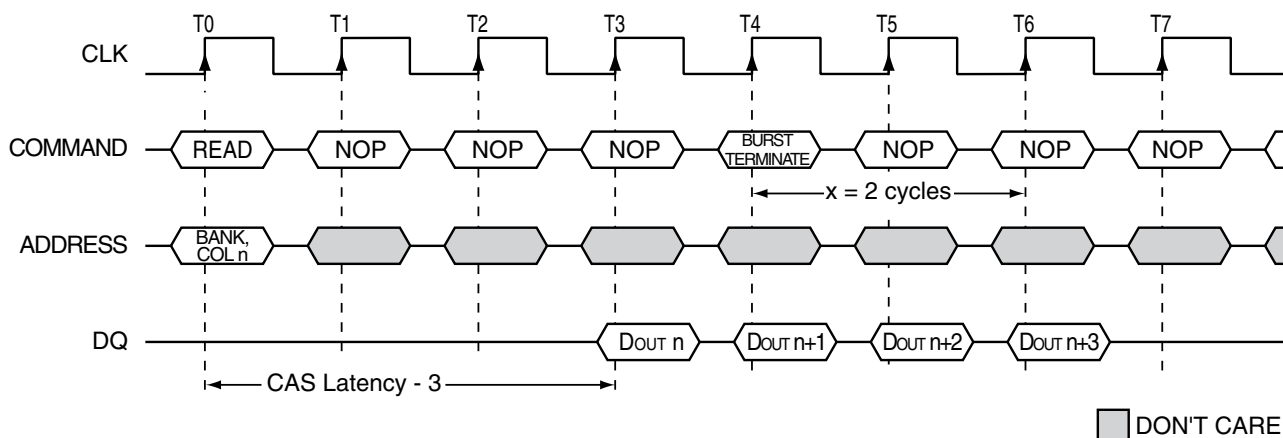 T0 T1 T2 T3 T4 T5 T6 T7
CLK
COMMAND READ NOP NOP NOP BURST TERMINATE NOP NOP NOP
x = 2 cycles
ADDRESS BANK, COL n
DQ DOUT n DOUT n+1 DOUT n+2 DOUT n+3
CAS Latency - 3
DON'T CARE